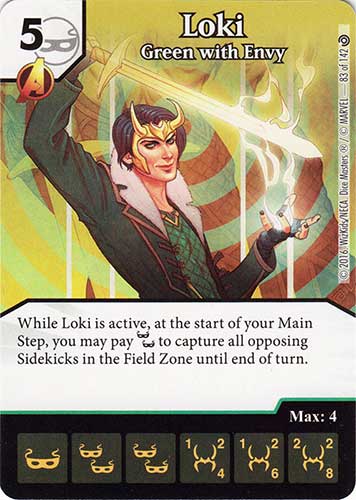 5
Loki
Green with Envy
© 2016 WizKids/NECA. Dice Masters ® / © MARVEL — 83 of 142
While Loki is active, at the start of your Main
Step, you may pay to capture all opposing
Sidekicks in the Field Zone until end of turn.
Max: 4
1 2 4
1 2 6
2 2 8